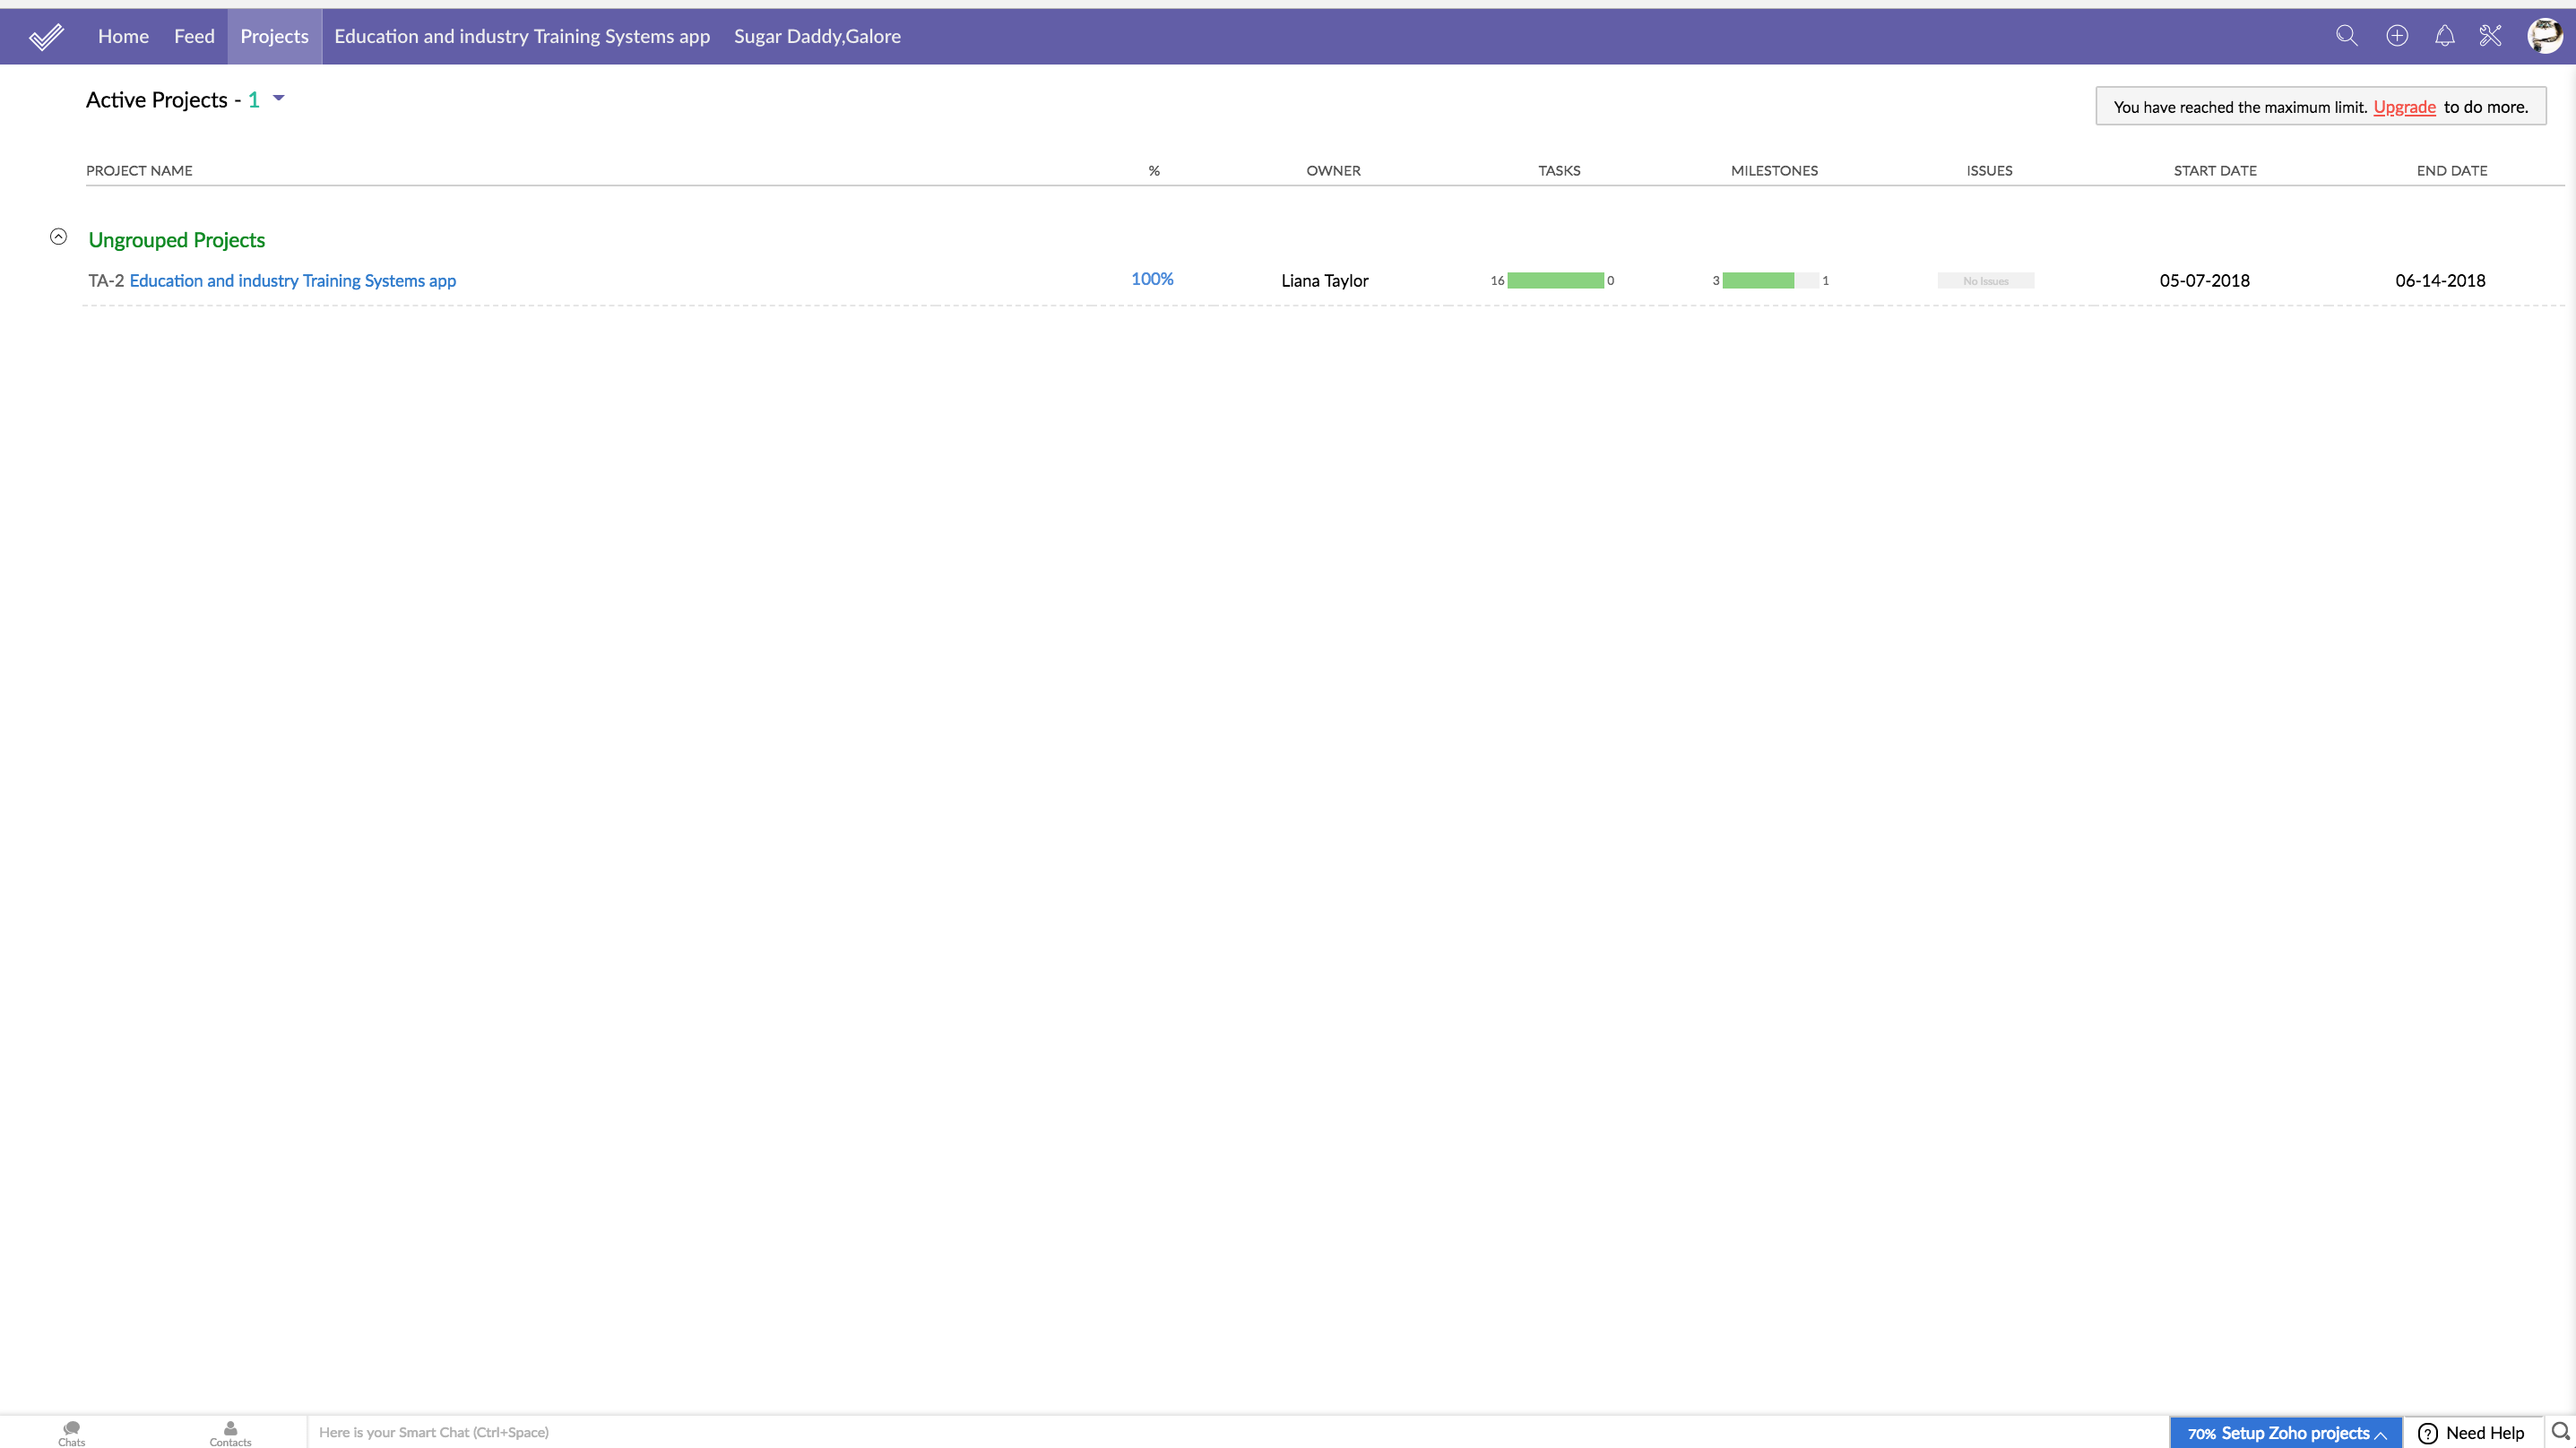 Home Feed Projects Education and industry Training Systems app Sugar Daddy,Galore
Active Projects - 1
You have reached the maximum limit. Upgrade to do more.
PROJECT NAME % OWNER TASKS MILESTONES ISSUES START DATE END DATE
Ungrouped Projects
TA-2 Education and industry Training Systems app 100% Liana Taylor 16 0 3 1 No Issues 05-07-2018 06-14-2018
Chats Contacts Here is your Smart Chat (Ctrl+Space) 70% Setup Zoho projects ? Need Help